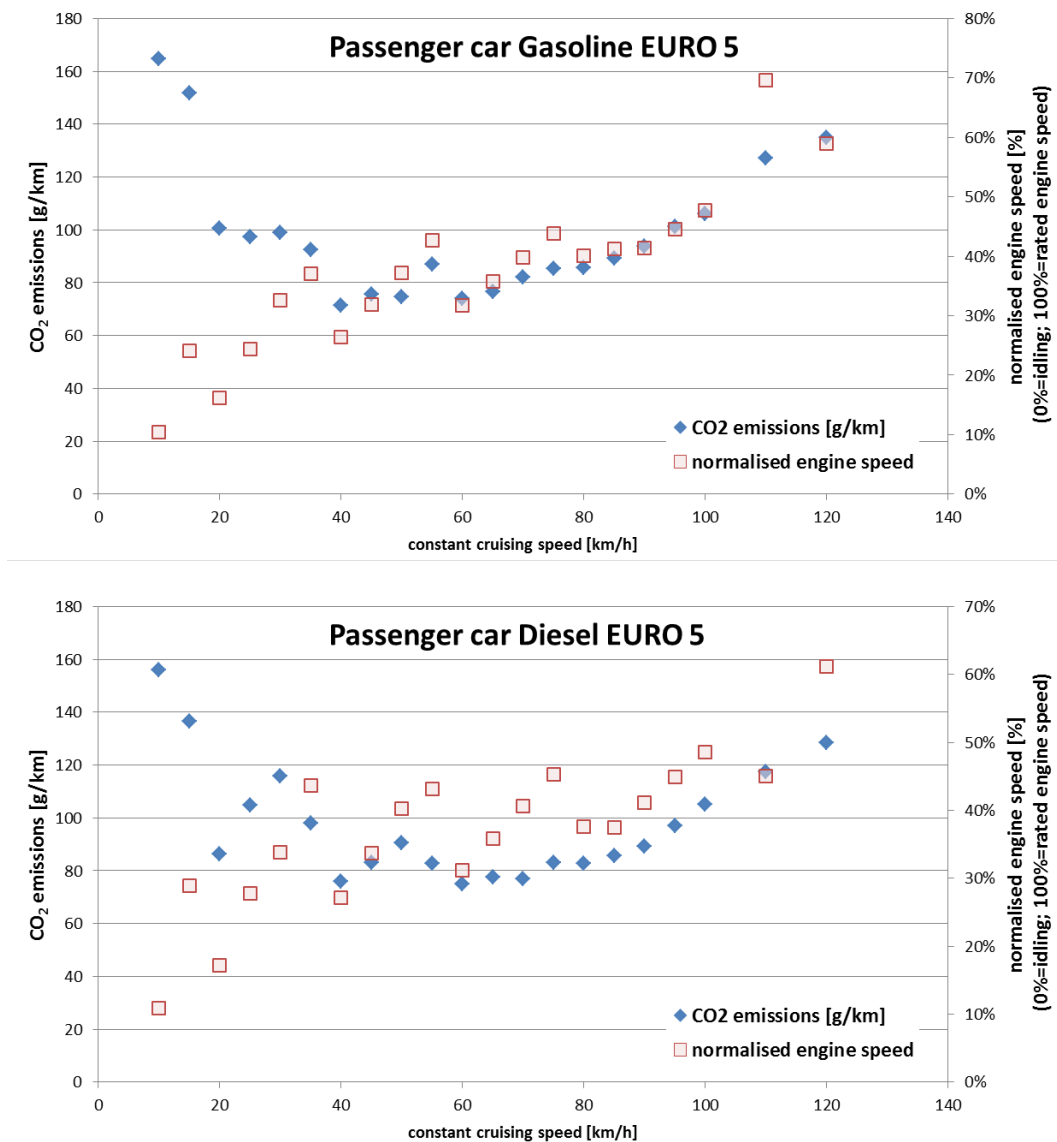 Passenger car Gasoline EURO 5
CO2 emissions [g/km]
180
160
140
120
100
80
60
40
20
0
80%
70%
60%
50%
40%
30%
20%
10%
0%
normalised engine speed [%]
(0%=idling; 100%=rated engine speed)
CO2 emissions [g/km]
normalised engine speed
0 20 40 60 80 100 120 140
constant cruising speed [km/h]
Passenger car Diesel EURO 5
CO2 emissions [g/km]
180
160
140
120
100
80
60
40
20
0
70%
60%
50%
40%
30%
20%
10%
0%
normalised engine speed [%]
(0%=idling; 100%=rated engine speed)
CO2 emissions [g/km]
normalised engine speed
0 20 40 60 80 100 120 140
constant cruising speed [km/h]